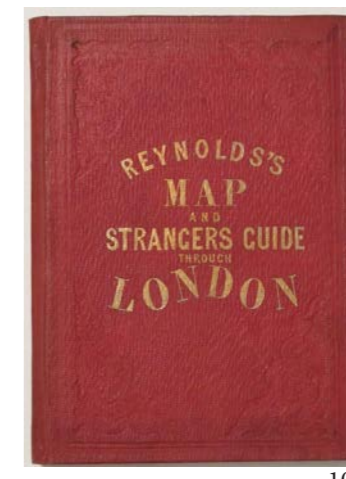 REYNOLDS'S
MAP
AND
STRANGERS GUIDE
THROUGH
LONDON